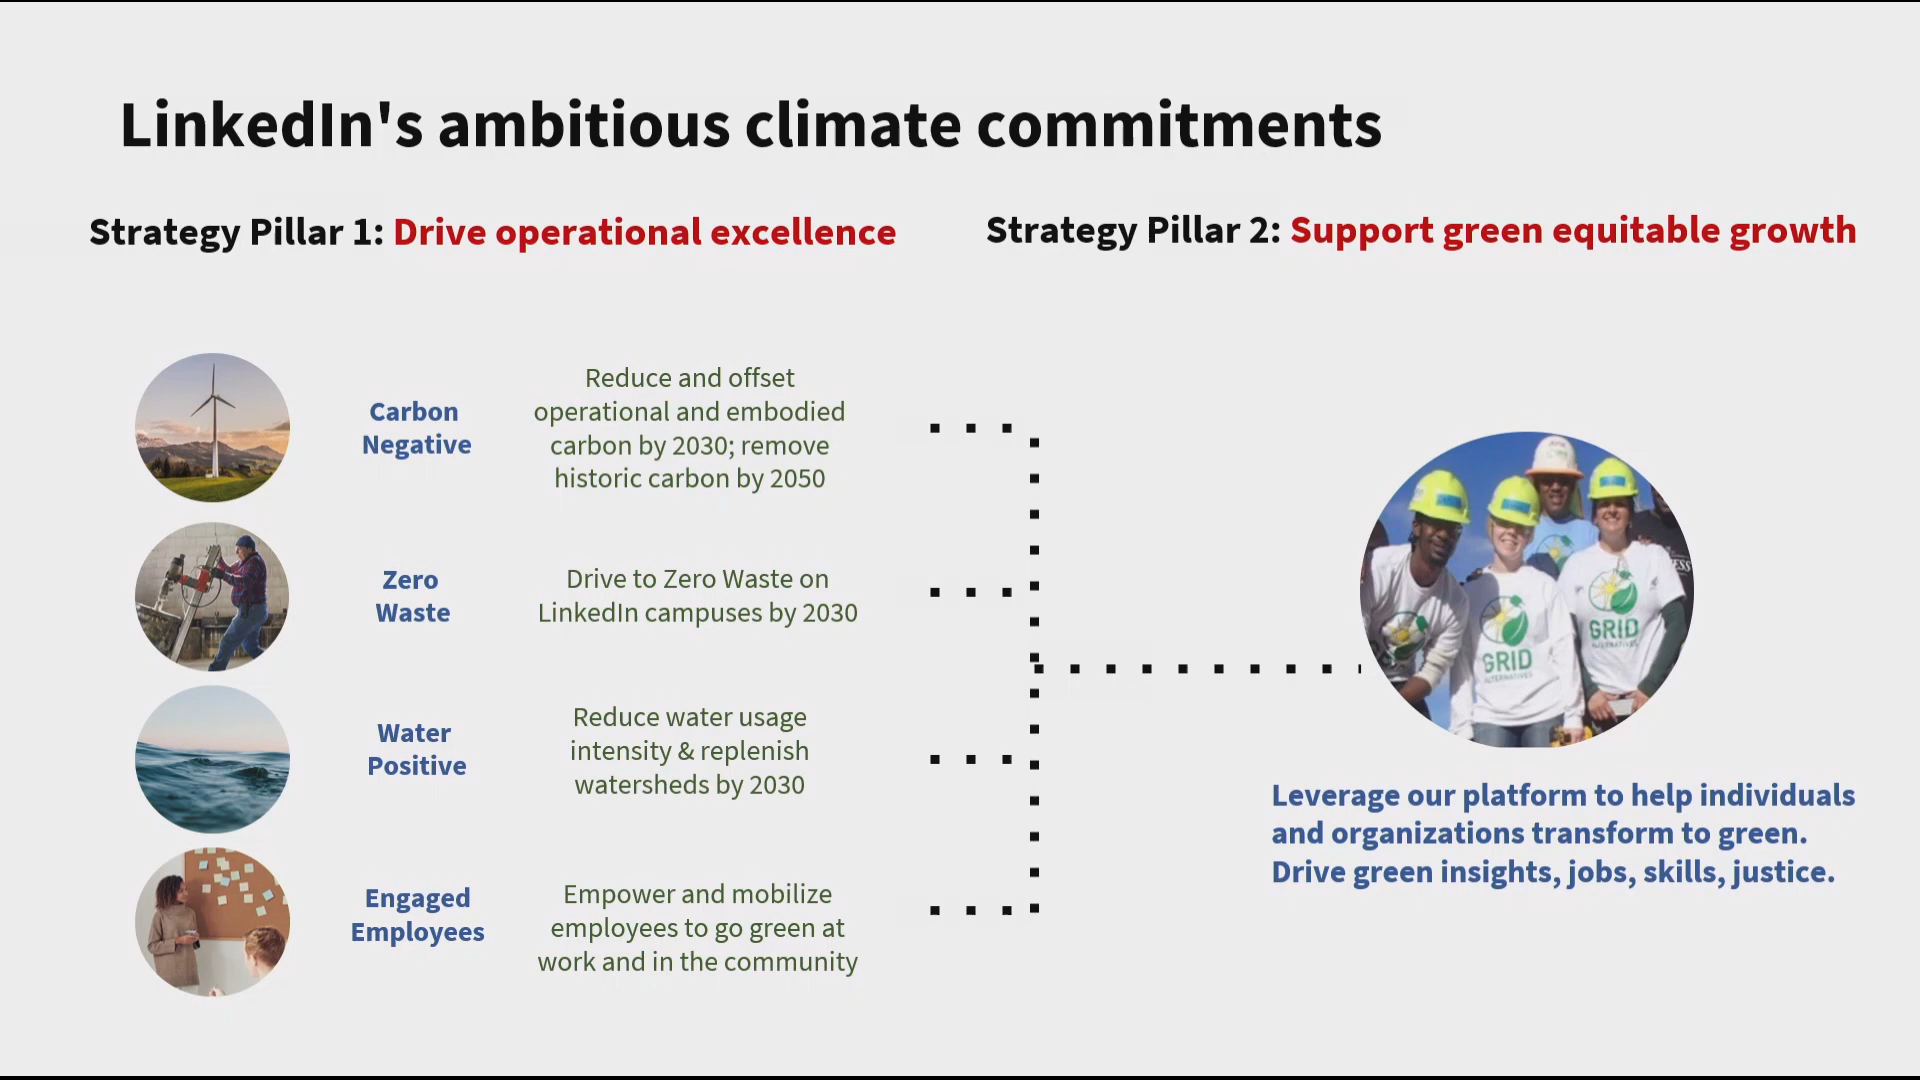 LinkedIn's ambitious climate commitments
Strategy Pillar 1: Drive operational excellence
Carbon
Negative
Reduce and offset
operational and embodied
carbon by 2030; remove
historic carbon by 2050
Zero
Waste
Drive to Zero Waste on
LinkedIn campuses by 2030
Water
Positive
Reduce water usage
intensity & replenish
watersheds by 2030
Engaged
Employees
Empower and mobilize
employees to go green at
work and in the community
Strategy Pillar 2: Support green equitable growth
GRID
ALTERNATIVES
GRID
ALTERNATIVES
Leverage our platform to help individuals
and organizations transform to green.
Drive green insights, jobs, skills, justice.